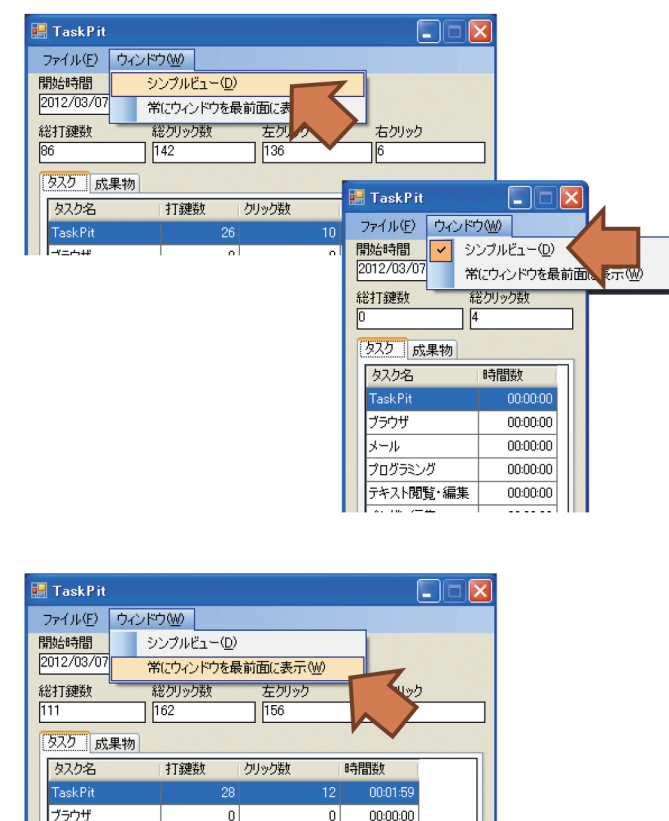 TaskPit
ファイル(F) ウィンドウ(W)
開始時間 シンプルビュー(D)
2012/03/07 常にウィンドウを最前面に表
総打鍵数 総クリック数 左クリック 右クリック
86 142 136 6
タスク 成果物
タスク名 打鍵数 クリック数
TaskPit 26 10
ブラウザ 0 0
TaskPit
ファイル(F) ウィンドウ(W)
開始時間 シンプルビュー(D)
2012/03/07 常にウィンドウを最前面に表示(W)
総打鍵数 総クリック数
0 4
タスク 成果物
タスク名 時間数
TaskPit 00:00:00
ブラウザ 00:00:00
メール 00:00:00
プログラミング 00:00:00
テキスト閲覧・編集 00:00:00
TaskPit
ファイル(F) ウィンドウ(W)
開始時間 シンプルビュー(D)
2012/03/07 常にウィンドウを最前面に表示(W)
総打鍵数 総クリック数 左クリック クリック
111 162 156
タスク 成果物
タスク名 打鍵数 クリック数 時間数
TaskPit 28 12 00:01:59
ブラウザ 0 0 00:00:00